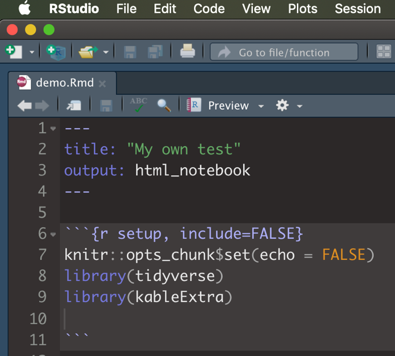 RStudio File Edit Code View Plots Session
Go to file/function
demo.Rmd
ABC Preview
1 ---
2 title: "My own test"
3 output: html_notebook
4 ---
5
6 ```{r setup, include=FALSE}
7 knitr::opts_chunk$set(echo = FALSE)
8 library(tidyverse)
9 library(kableExtra)
10
11 ```